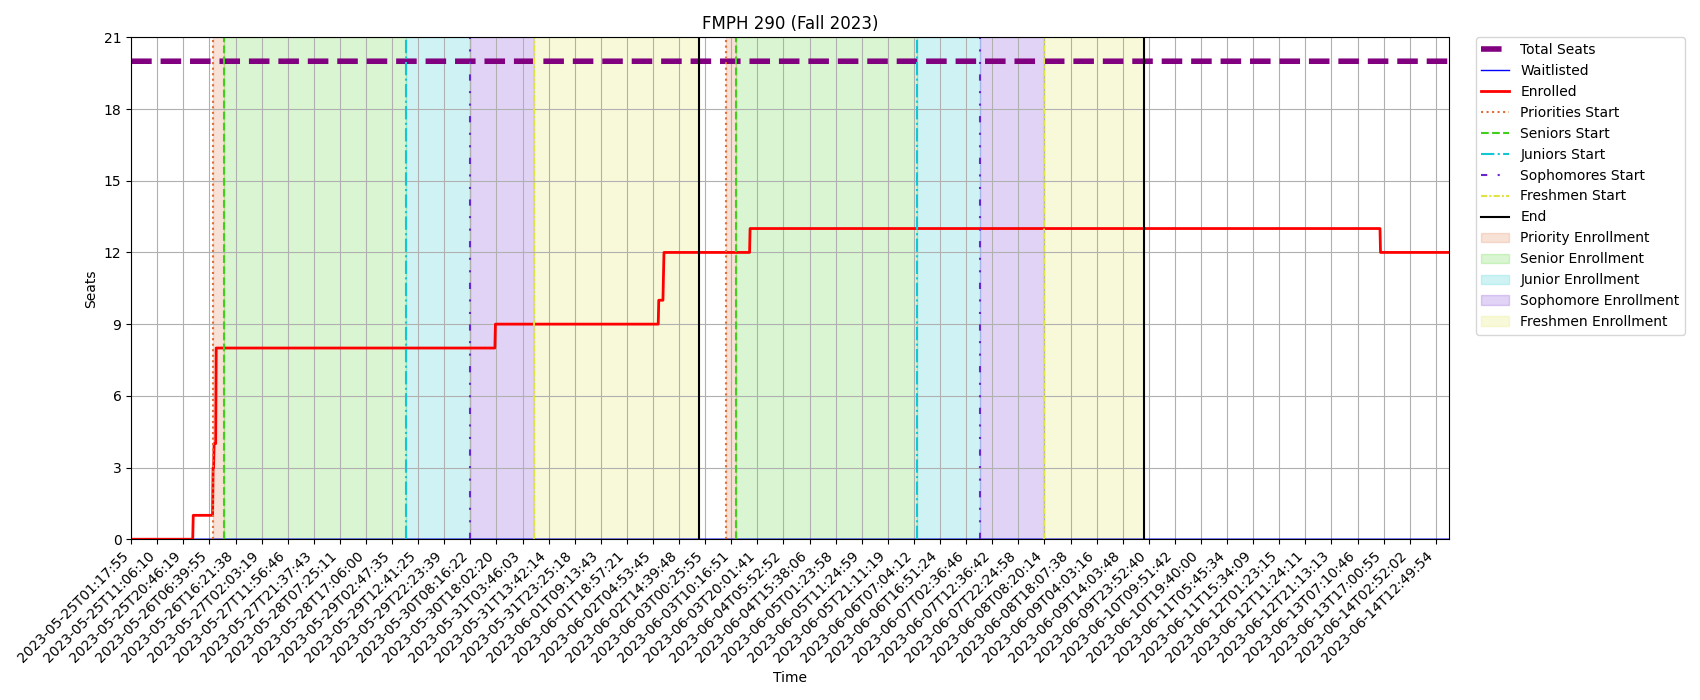 FMPH 290 (Fall 2023)
21
18
15
12
9
6
3
0
Seats
2023-05-25T01:17:55
2023-05-25T11:06:10
2023-05-25T20:46:19
2023-05-26T06:39:55
2023-05-26T16:21:38
2023-05-27T02:03:19
2023-05-27T11:56:46
2023-05-27T21:37:43
2023-05-28T07:25:11
2023-05-28T17:06:00
2023-05-29T02:47:35
2023-05-29T12:41:25
2023-05-29T22:23:39
2023-05-30T08:16:22
2023-05-30T18:02:20
2023-05-31T03:46:03
2023-05-31T13:42:14
2023-05-31T23:25:18
2023-06-01T09:13:43
2023-06-01T18:57:21
2023-06-02T04:53:45
2023-06-02T14:39:48
2023-06-03T00:25:55
2023-06-03T10:16:51
2023-06-03T20:01:41
2023-06-04T05:52:52
2023-06-04T15:38:06
2023-06-05T01:23:58
2023-06-05T11:24:59
2023-06-05T21:11:19
2023-06-06T07:04:12
2023-06-06T16:51:24
2023-06-07T02:36:46
2023-06-07T12:36:42
2023-06-07T22:24:58
2023-06-08T08:20:14
2023-06-08T18:07:38
2023-06-09T04:03:16
2023-06-09T14:03:48
2023-06-09T23:52:40
2023-06-10T09:51:42
2023-06-10T19:40:00
2023-06-11T05:45:34
2023-06-11T15:34:09
2023-06-12T01:23:15
2023-06-12T11:24:11
2023-06-12T21:13:13
2023-06-13T07:10:46
2023-06-13T17:00:55
2023-06-14T02:52:02
2023-06-14T12:49:54
Time
Total Seats
Waitlisted
Enrolled
Priorities Start
Seniors Start
Juniors Start
Sophomores Start
Freshmen Start
End
Priority Enrollment
Senior Enrollment
Junior Enrollment
Sophomore Enrollment
Freshmen Enrollment